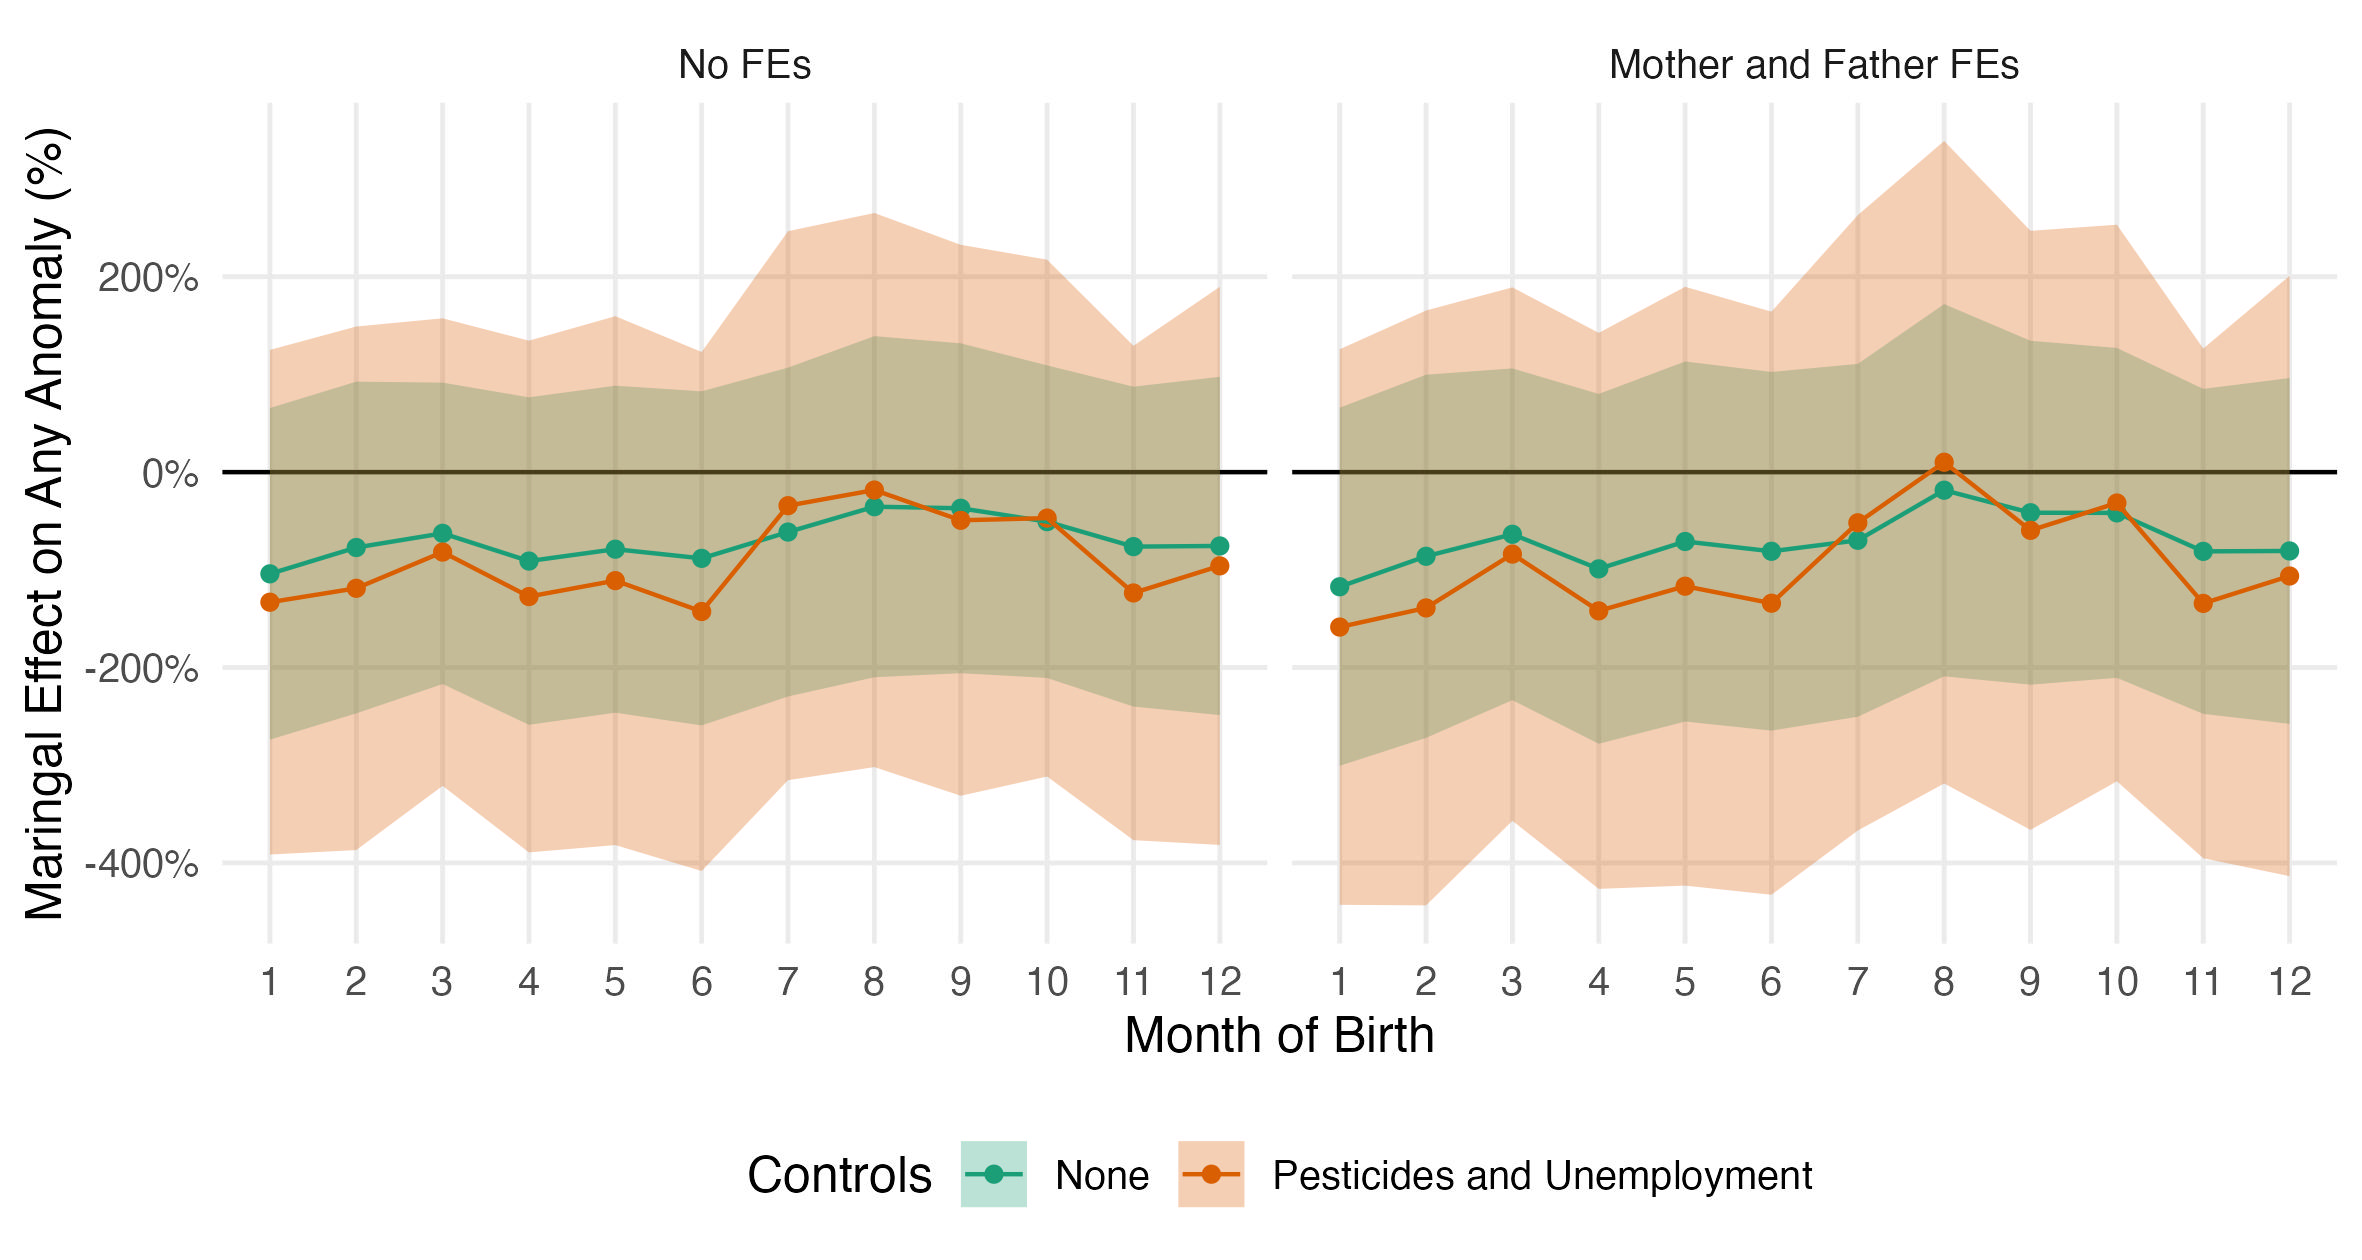 No FEs
Mother and Father FEs
Maringal Effect on Any Anomaly (%)
200%
0%
-200%
-400%
1 2 3 4 5 6 7 8 9 10 11 12
1 2 3 4 5 6 7 8 9 10 11 12
Month of Birth
Controls None Pesticides and Unemployment